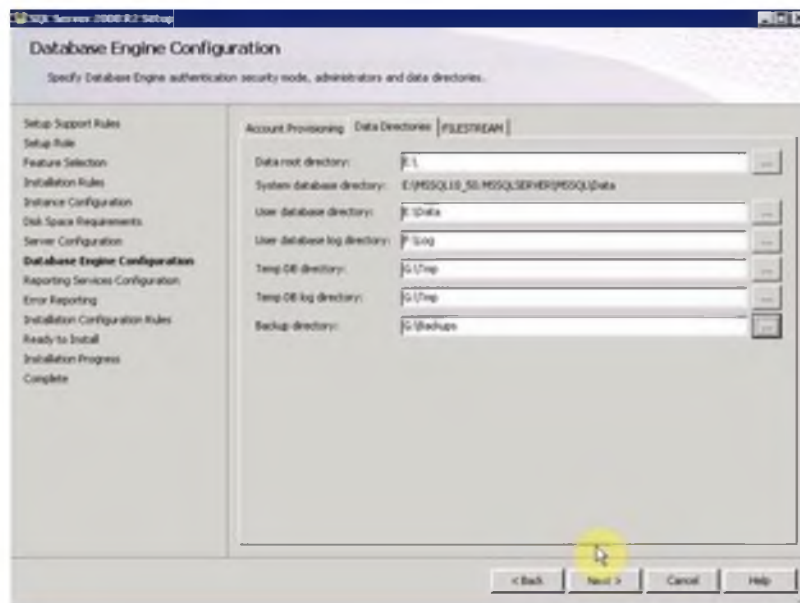 SQL Server 2008 R2 Setup
Database Engine Configuration
Specify Database Engine authentication security mode, administrators and data directories.
Setup Support Rules
Setup Role
Feature Selection
Installation Rules
Instance Configuration
Disk Space Requirements
Server Configuration
Database Engine Configuration
Reporting Services Configuration
Error Reporting
Installation Configuration Rules
Ready to Install
Installation Progress
Complete
Account Provisioning Data Directories FILESTREAM
Data root directory: E:\ ...
System database directory: E:\MSSQL10_50.MSSQLSERVER\MSSQL\Data
User database directory: E:\Data ...
User database log directory: F:\Log ...
Temp DB directory: G:\Tmp ...
Temp DB log directory: G:\Tmp ...
Backup directory: G:\Backups ...
< Back Next > Cancel Help